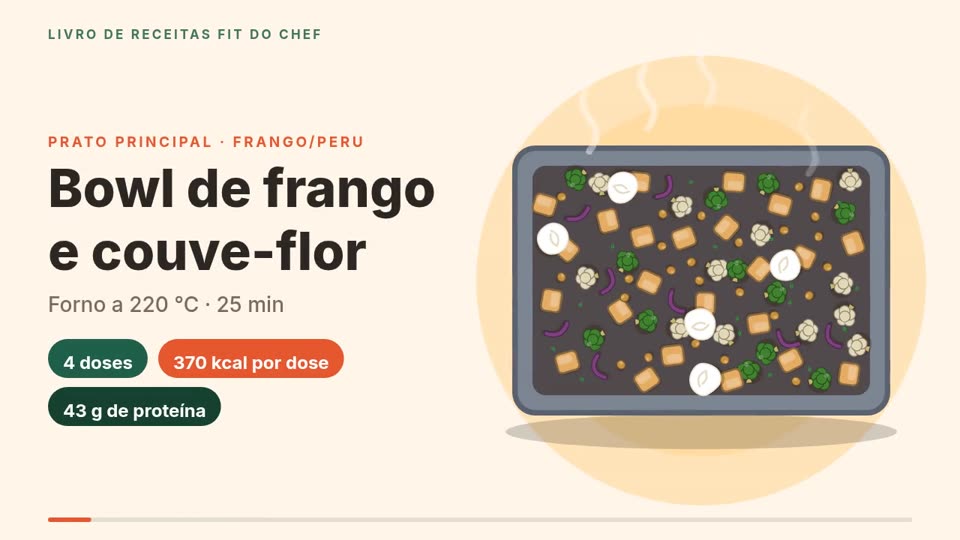 LIVRO DE RECEITAS FIT DO CHEF
PRATO PRINCIPAL · FRANGO/PERU
Bowl de frango
e couve-flor
Forno a 220 °C · 25 min
4 doses
370 kcal por dose
43 g de proteína